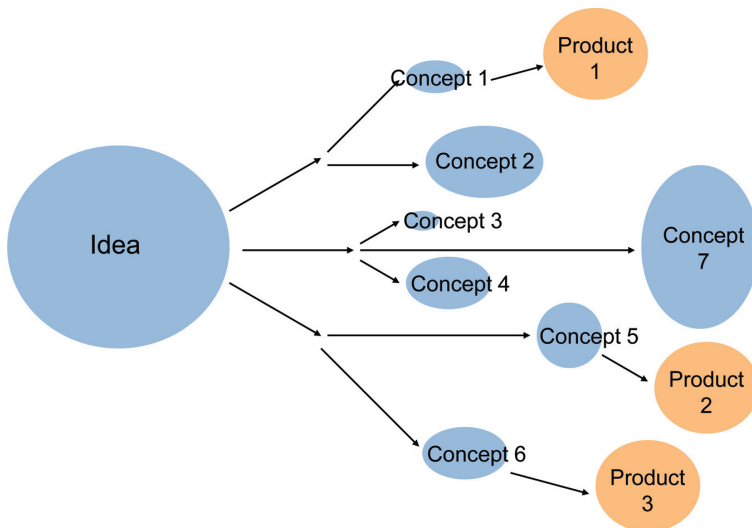 Product
1
Concept 1
Concept 2
Concept 3
Idea
Concept
7
Concept 4
Concept 5
Product
2
Concept 6
Product
3